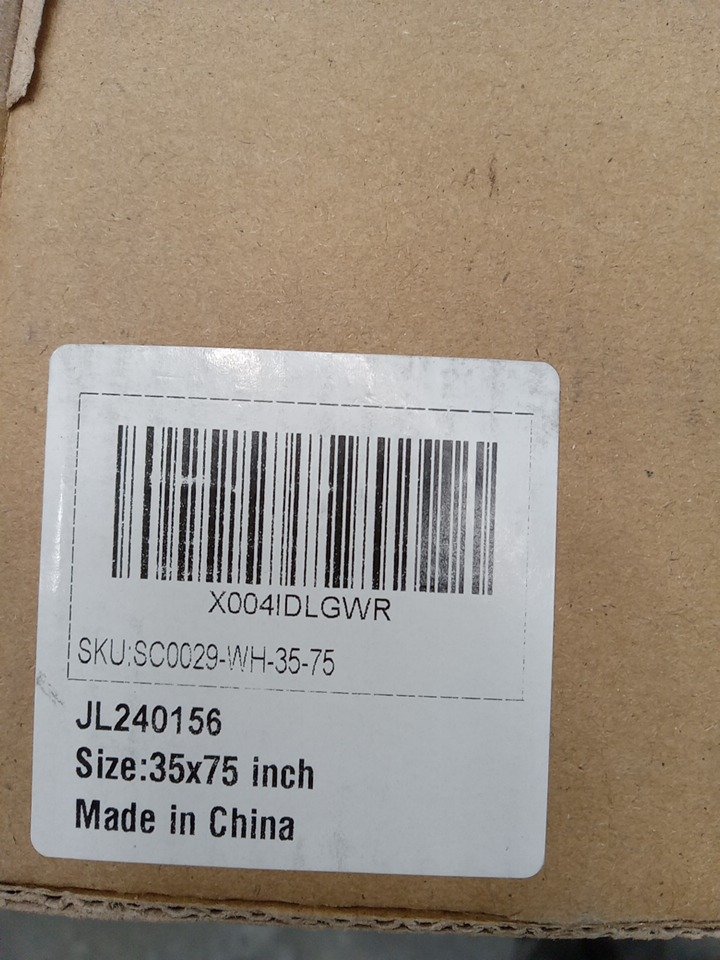 X004IDLGWR
SKU:SC0029-WH-35-75
JL240156
Size:35x75 inch
Made in China